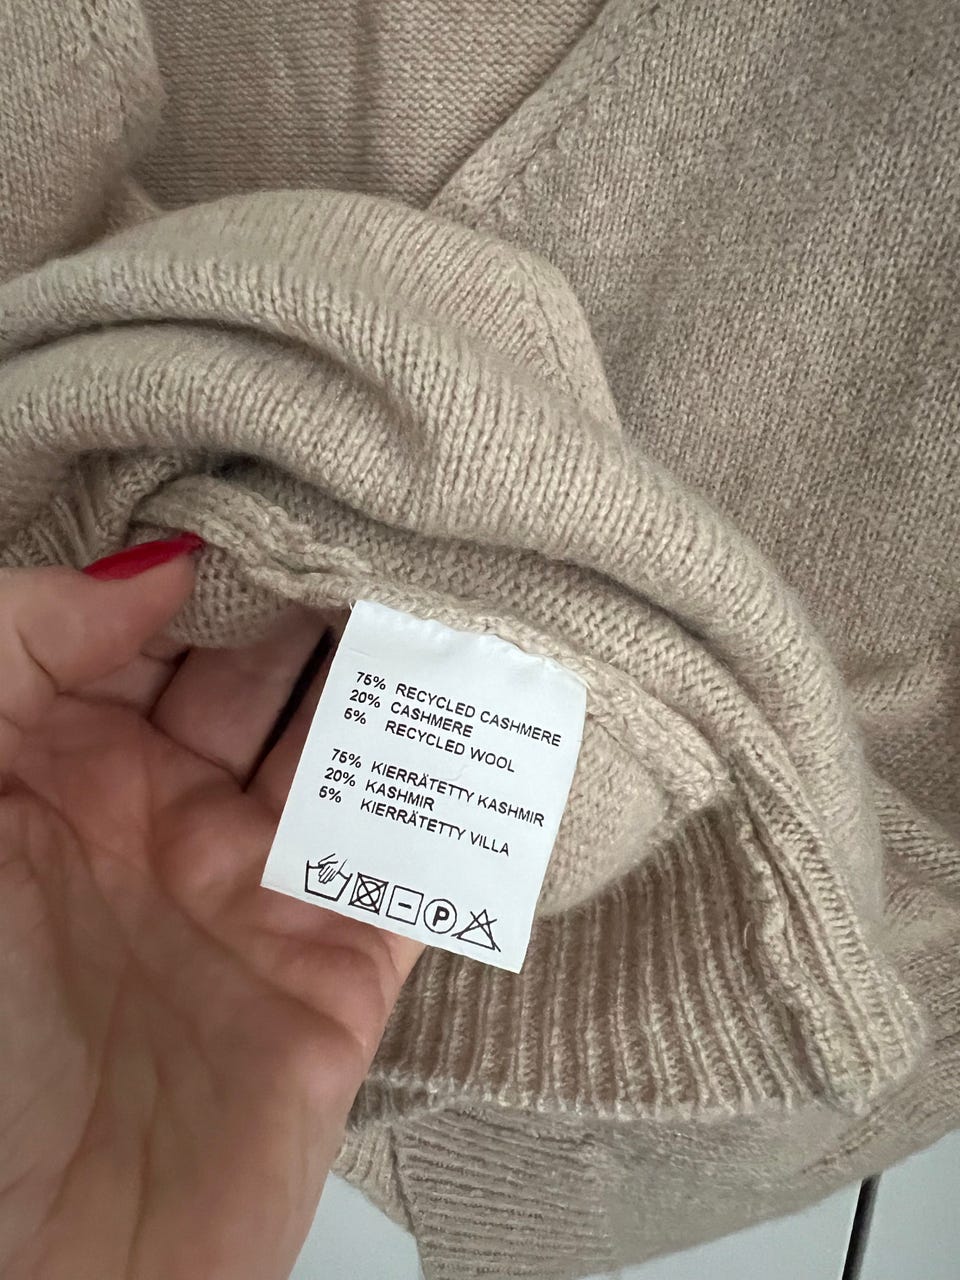 75% RECYCLED CASHMERE
20% CASHMERE
5% RECYCLED WOOL
75% KIERRÄTETTY KASHMIR
20% KASHMIR
5% KIERRÄTETTY VILLA
P